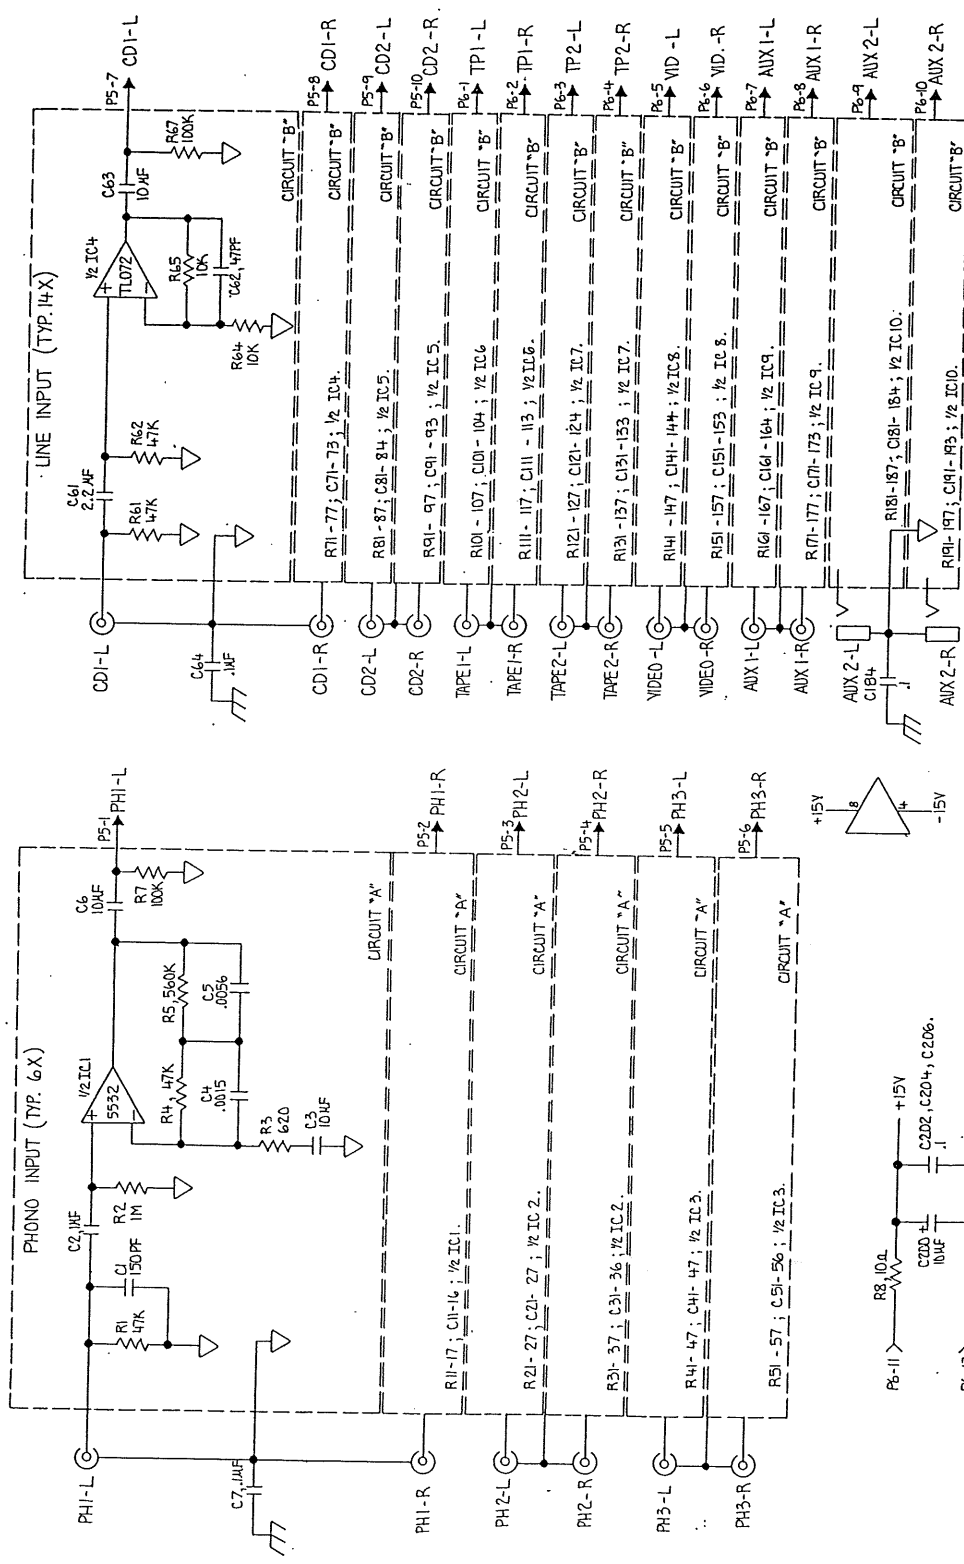 PHONO INPUT (TYP. 6X)
PH1-L
C2,.1µF
R1
47K
C1
150PF
R2
1M
½ IC1
5532
+
−
R4, 47K
R5, 560K
C4
.0015
C5
.0056
R3
620
C3
10µF
C6
10µF
R7
100K
P5-1
PH1-L
C7,.1µF
CIRCUIT "A"
PH1-R
R11-17; C11-16; ½ IC1.
CIRCUIT "A"
P5-2
PH1-R
PH2-L
R21-27; C21-27; ½ IC2.
CIRCUIT "A"
P5-3
PH2-L
PH2-R
R31-37; C31-36; ½ IC2.
CIRCUIT "A"
P5-4
PH2-R
PH3-L
R41-47; C41-47; ½ IC3.
CIRCUIT "A"
P5-5
PH3-L
PH3-R
R51-57; C51-56; ½ IC3.
CIRCUIT "A"
P5-6
PH3-R
P6-11
R8,10Ω
C200
+
10µF
+15V
C202, C204, C206.
.1
+15V
8
4
-15V
LINE INPUT (TYP. 14X)
CD1-L
C61
2.2µF
R61
47K
R62
47K
½ IC4
TL072
+
−
R64
10K
R65
10K
C62,47PF
C63
10µF
R67
100K
P5-7
CD1-L
C64
.1µF
CIRCUIT "B"
CD1-R
R71-77; C71-73; ½ IC4.
CIRCUIT "B"
P5-8
CD1-R
CD2-L
R81-87; C81-84; ½ IC5.
CIRCUIT "B"
P5-9
CD2-L
CD2-R
R91-97; C91-93; ½ IC5.
CIRCUIT "B"
P5-10
CD2-R
TAPE1-L
R101-107; C101-104; ½ IC6
CIRCUIT "B"
P6-1
TP1-L
TAPE1-R
R111-117; C111-113; ½ IC6.
CIRCUIT "B"
P6-2
TP1-R
TAPE2-L
R121-127; C121-124; ½ IC7.
CIRCUIT "B"
P6-3
TP2-L
TAPE2-R
R131-137; C131-133; ½ IC7.
CIRCUIT "B"
P6-4
TP2-R
VIDEO-L
R141-147; C141-144; ½ IC8.
CIRCUIT "B"
P6-5
VID-L
VIDEO-R
R151-157; C151-153; ½ IC8.
CIRCUIT "B"
P6-6
VID.-R
AUX1-L
R161-167; C161-164; ½ IC9.
CIRCUIT "B"
P6-7
AUX1-L
AUX1-R
R171-177; C171-173; ½ IC9.
CIRCUIT "B"
P6-8
AUX1-R
AUX2-L
C184
.1
R181-187; C181-184; ½ IC10.
CIRCUIT "B"
P6-9
AUX2-L
AUX2-R
R191-197; C191-193; ½ IC10.
CIRCUIT "B"
P6-10
AUX2-R